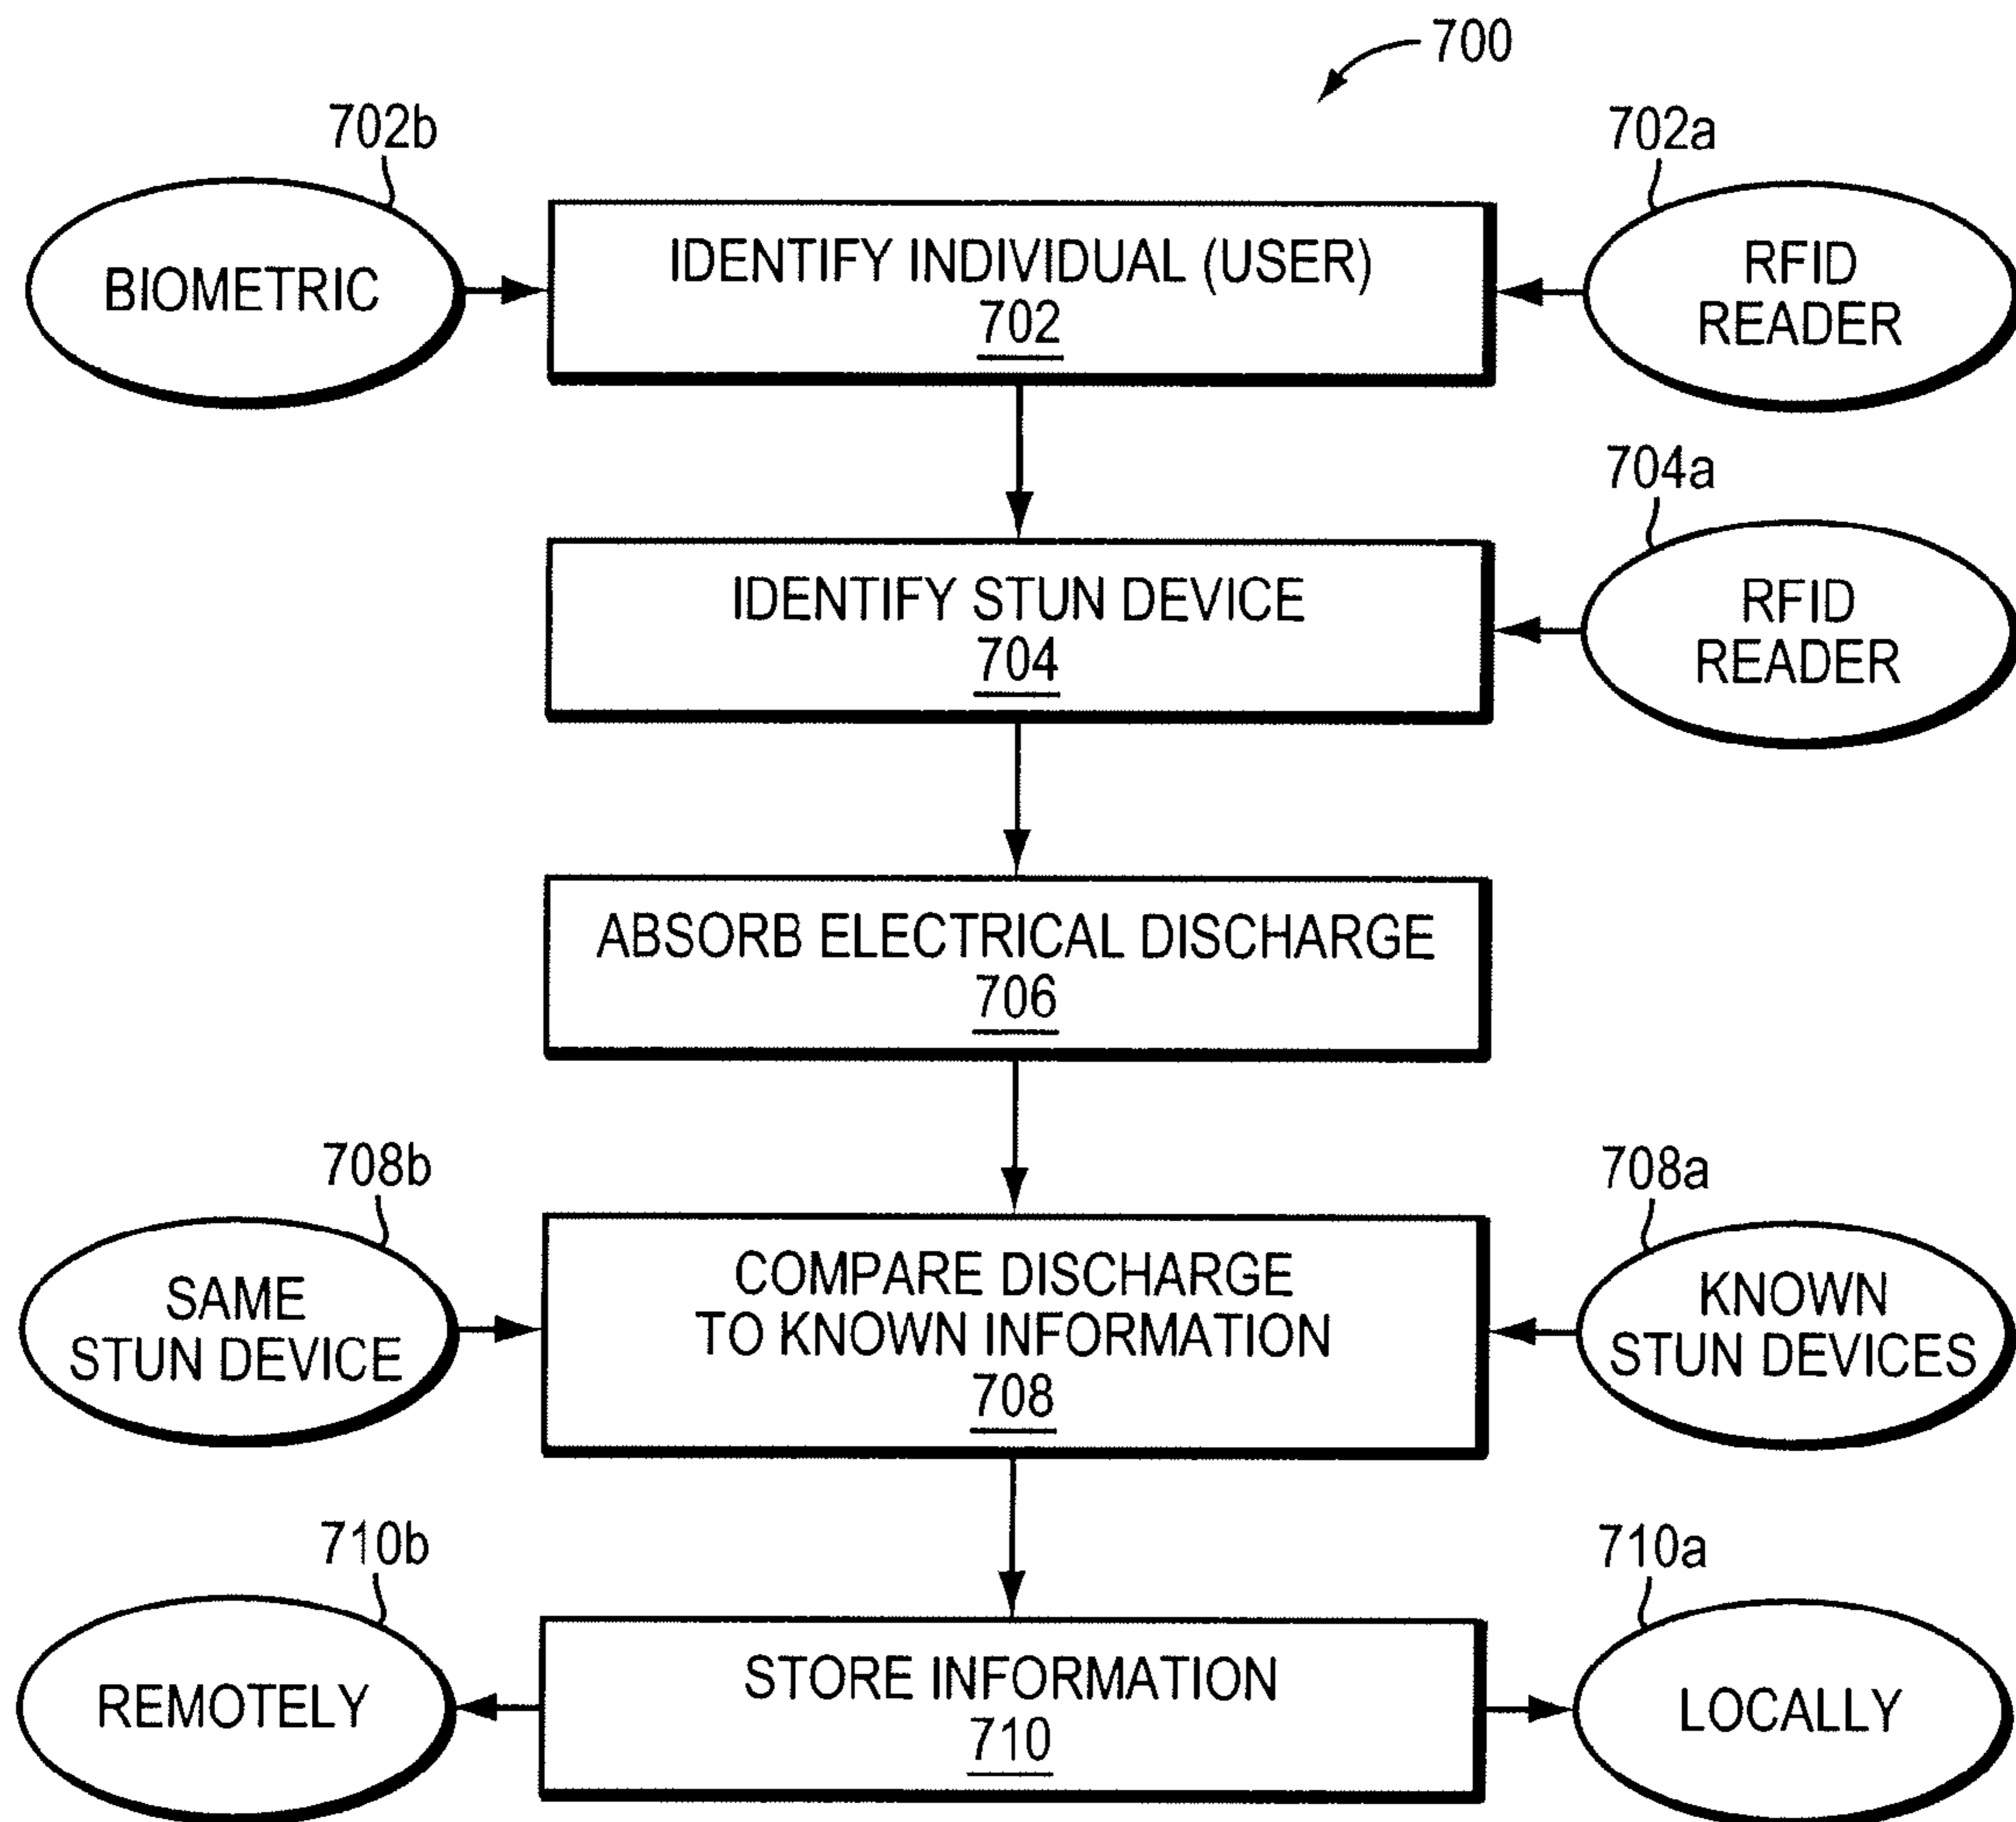 700
702b
702a
BIOMETRIC
IDENTIFY INDIVIDUAL (USER)
702
RFID
READER
704a
IDENTIFY STUN DEVICE
704
RFID
READER
ABSORB ELECTRICAL DISCHARGE
706
708b
708a
SAME
STUN DEVICE
COMPARE DISCHARGE
TO KNOWN INFORMATION
708
KNOWN
STUN DEVICES
710b
710a
REMOTELY
STORE INFORMATION
710
LOCALLY